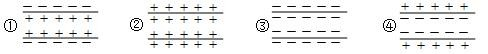 − − − − − + + + + + − − − − − + + + + +
① + + + + + ② + + + + + ③ − − − − − ④ − − − − −
+ + + + + + + + + + − − − − − − − − − −
− − − − − + + + + + − − − − − + + + + +